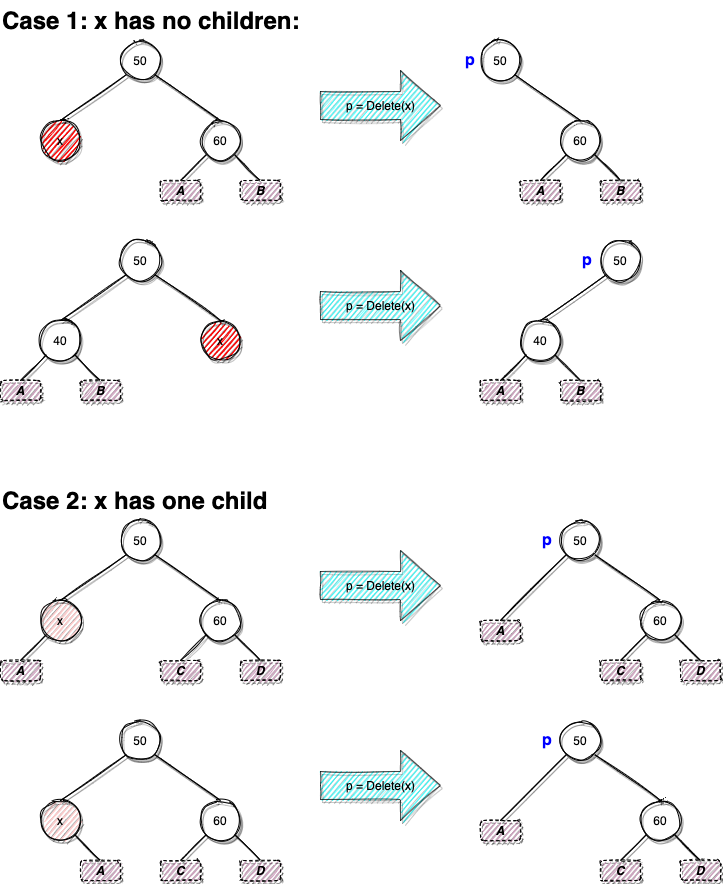 Case 1: x has no children:
50
x
60
A
B
p = Delete(x)
p
50
60
A
B
50
40
x
A
B
p = Delete(x)
p
50
40
A
B
Case 2: x has one child
50
x
60
A
C
D
p = Delete(x)
p
50
A
60
C
D
50
x
60
A
C
D
p = Delete(x)
p
50
A
60
C
D